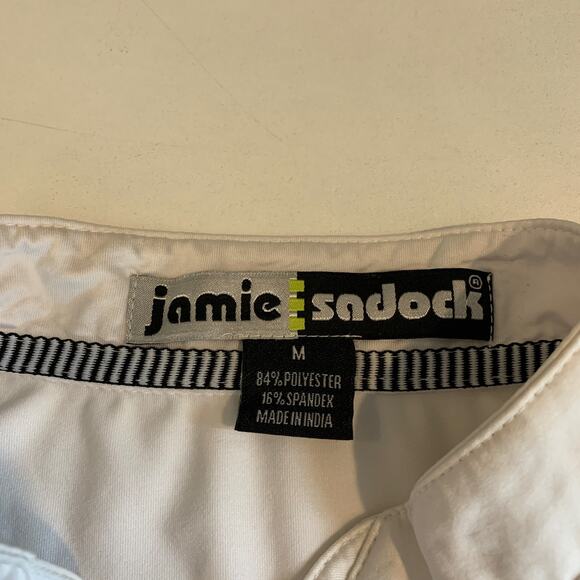 jamie sadock®
M
84% POLYESTER
16% SPANDEX
MADE IN INDIA